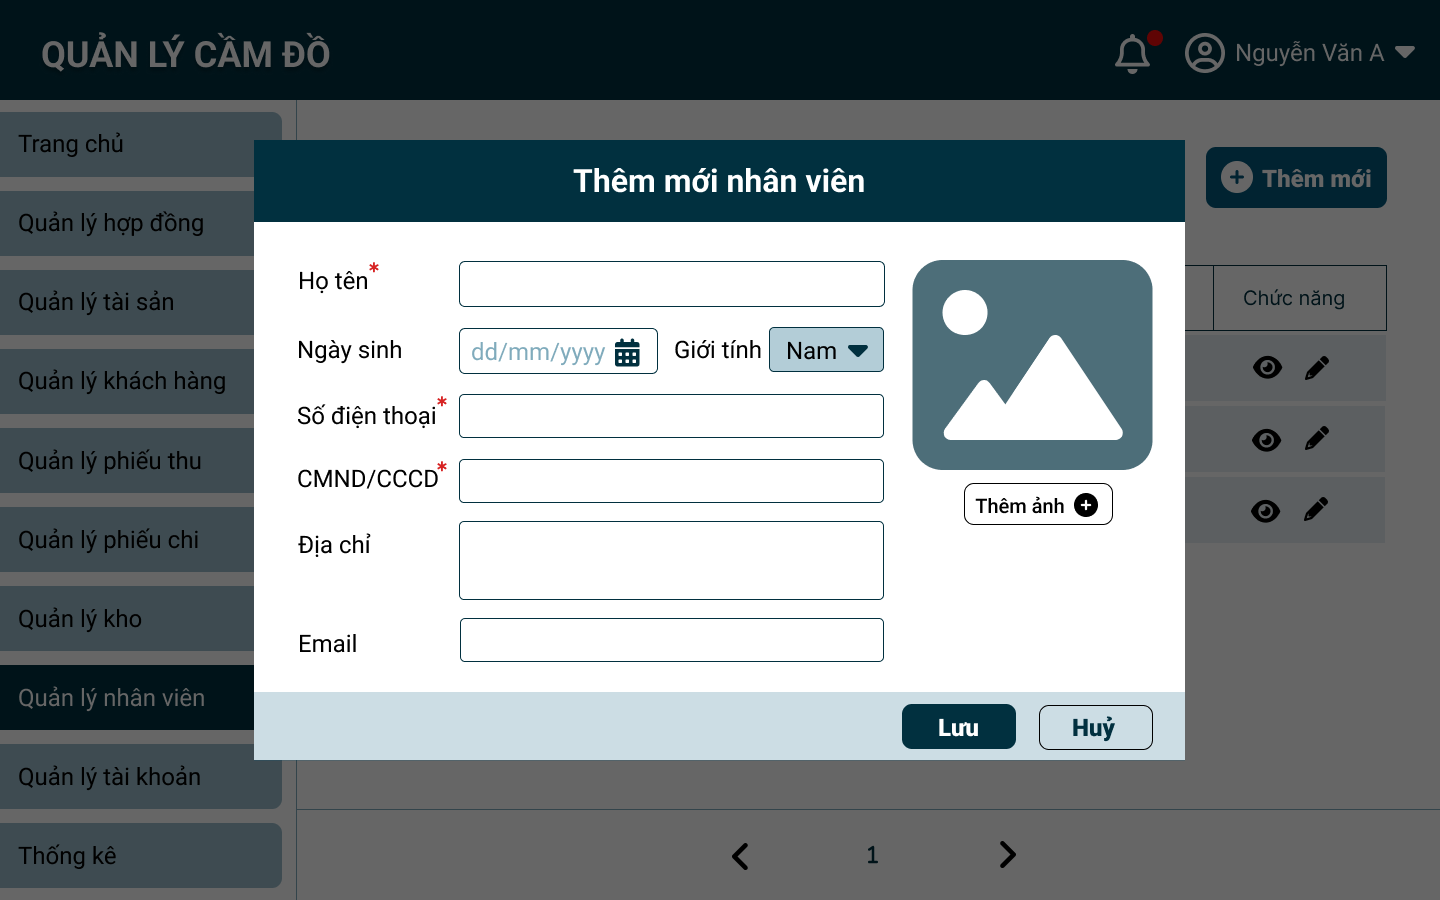 QUẢN LÝ CẦM ĐỒ
Nguyễn Văn A
Trang chủ
Quản lý hợp đồng
Quản lý tài sản
Quản lý khách hàng
Quản lý phiếu thu
Quản lý phiếu chi
Quản lý kho
Quản lý nhân viên
Quản lý tài khoản
Thống kê
Thêm mới
Chức năng
Thêm mới nhân viên
Họ tên*
Ngày sinh dd/mm/yyyy Giới tính Nam
Số điện thoại*
CMND/CCCD*
Địa chỉ
Email
Thêm ảnh
Lưu Huỷ
1